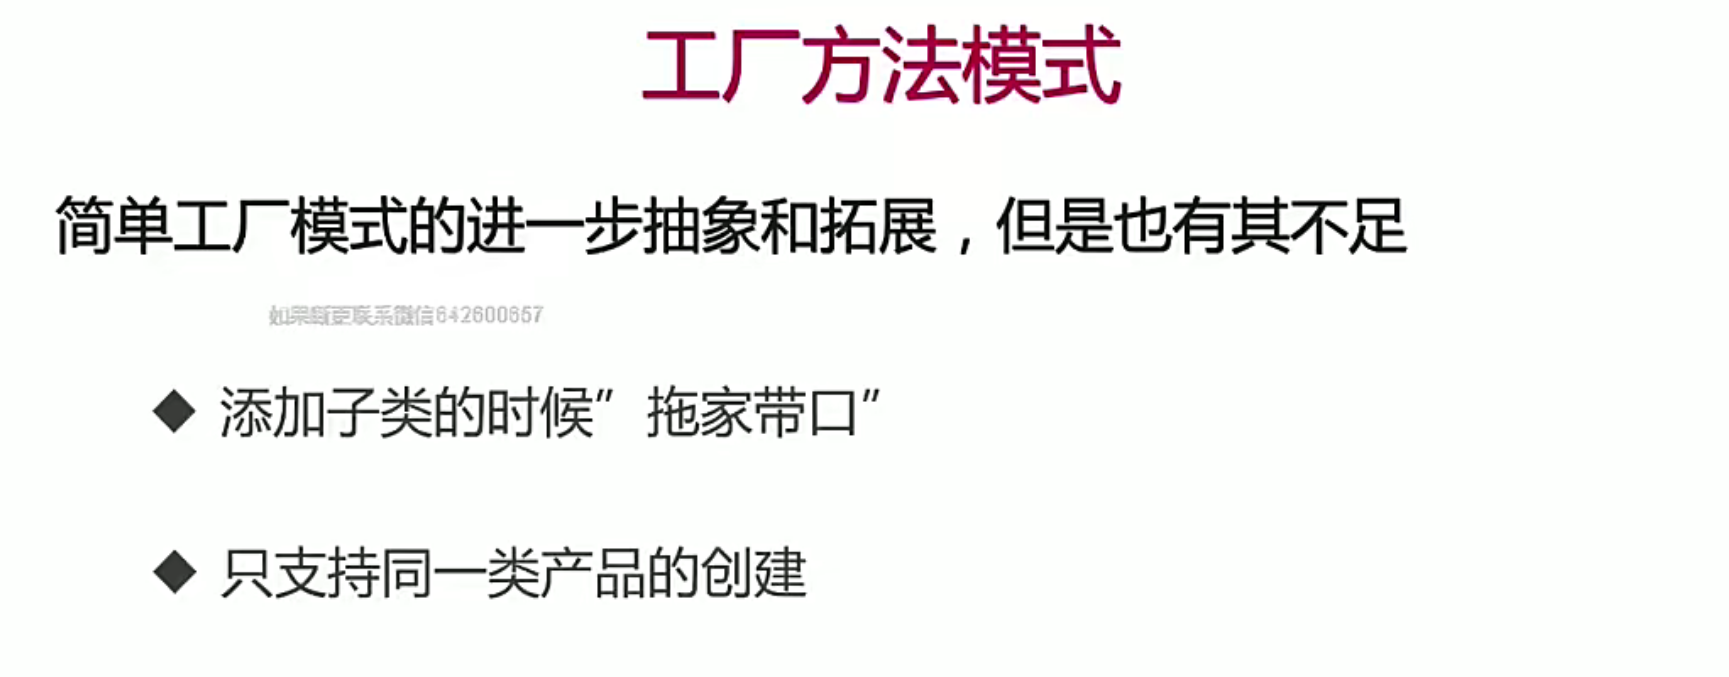 工厂方法模式
简单工厂模式的进一步抽象和拓展，但是也有其不足
如果断更联系微信642600657
◆ 添加子类的时候”拖家带口”
◆ 只支持同一类产品的创建